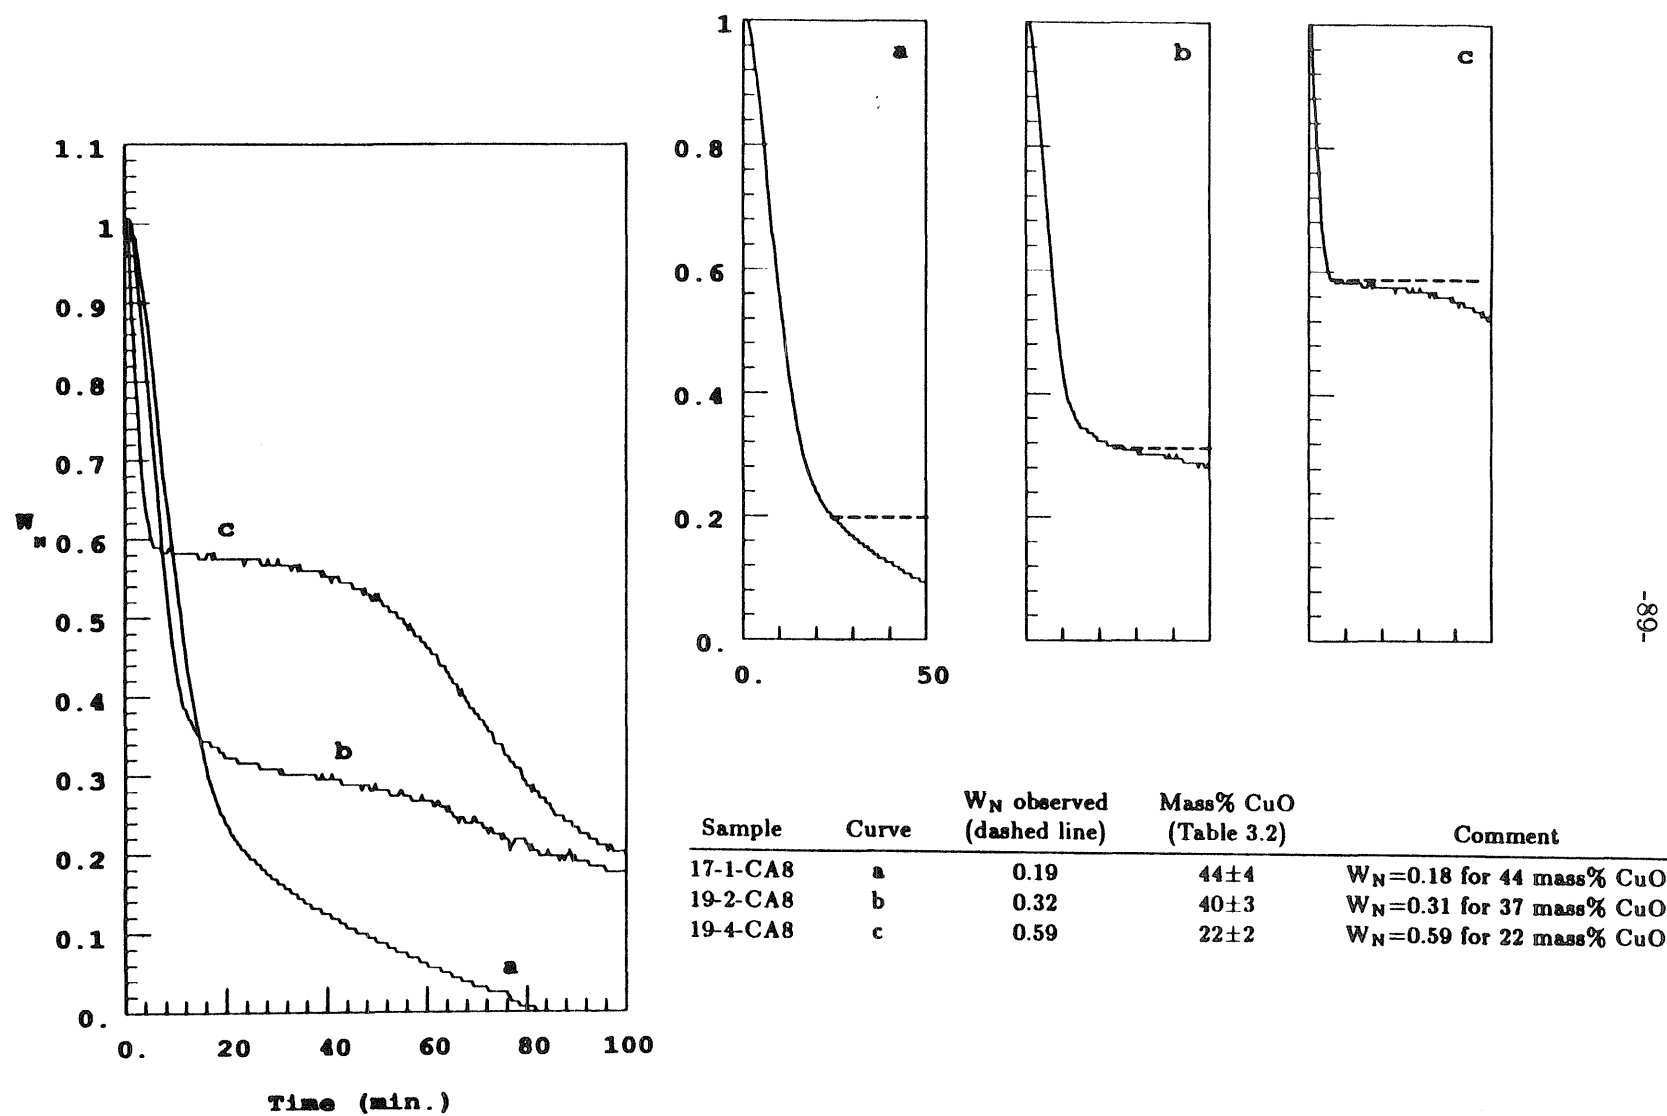 1.1
1
0.9
0.8
0.7
W N 0.6
0.5
0.4
0.3
0.2
0.1
0.
c
b
a
0. 20 40 60 80 100
Time (min.)
1
0.8
0.6
0.4
0.2
0.
0. 50
a
b
c
-89-
Sample Curve W_N observed (dashed line) Mass% CuO (Table 3.2) Comment
17-1-CA8 a 0.19 44±4 W_N=0.18 for 44 mass% CuO
19-2-CA8 b 0.32 40±3 W_N=0.31 for 37 mass% CuO
19-4-CA8 c 0.59 22±2 W_N=0.59 for 22 mass% CuO